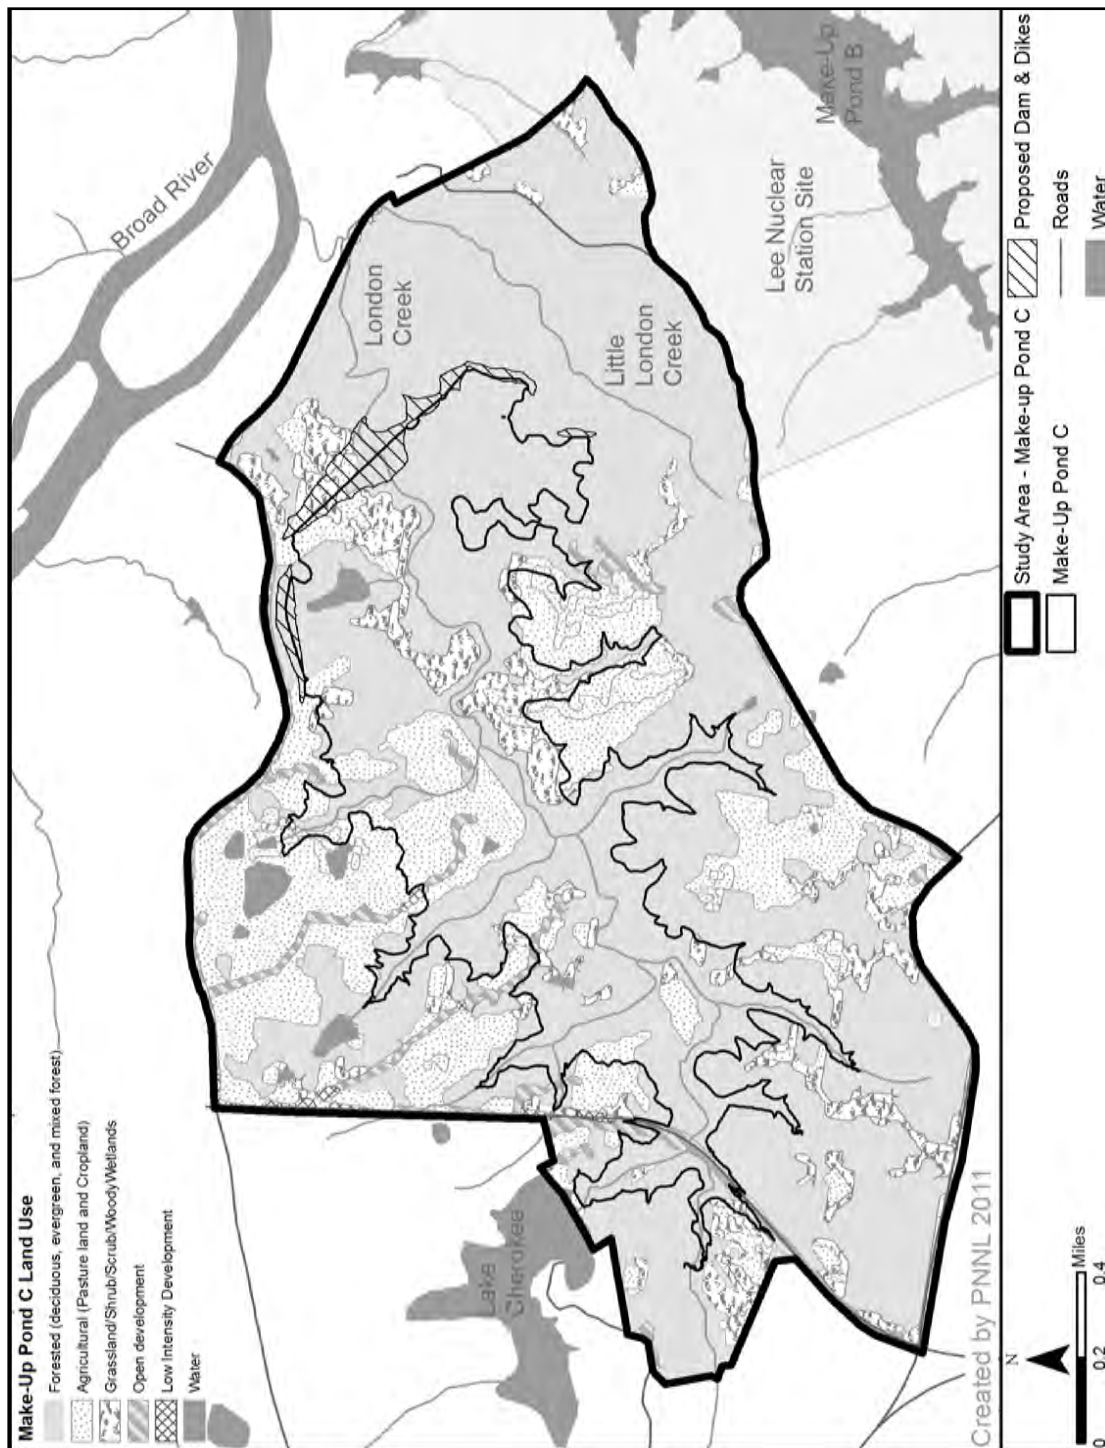 Make-Up Pond C Land Use
Forested (deciduous, evergreen, and mixed forest)
Agricultural (Pasture land and Cropland)
Grassland/Shrub/Scrub/WoodyWetlands
Open development
Low Intensity Development
Water
Broad River
London
Creek
Little
London
Creek
Lee Nuclear
Station Site
Make-Up
Pond B
Lake
Cherokee
Created by PNNL 2011
N
Miles
0 0.2 0.4
Study Area - Make-up Pond C
Make-Up Pond C
Proposed Dam & Dikes
Roads
Water